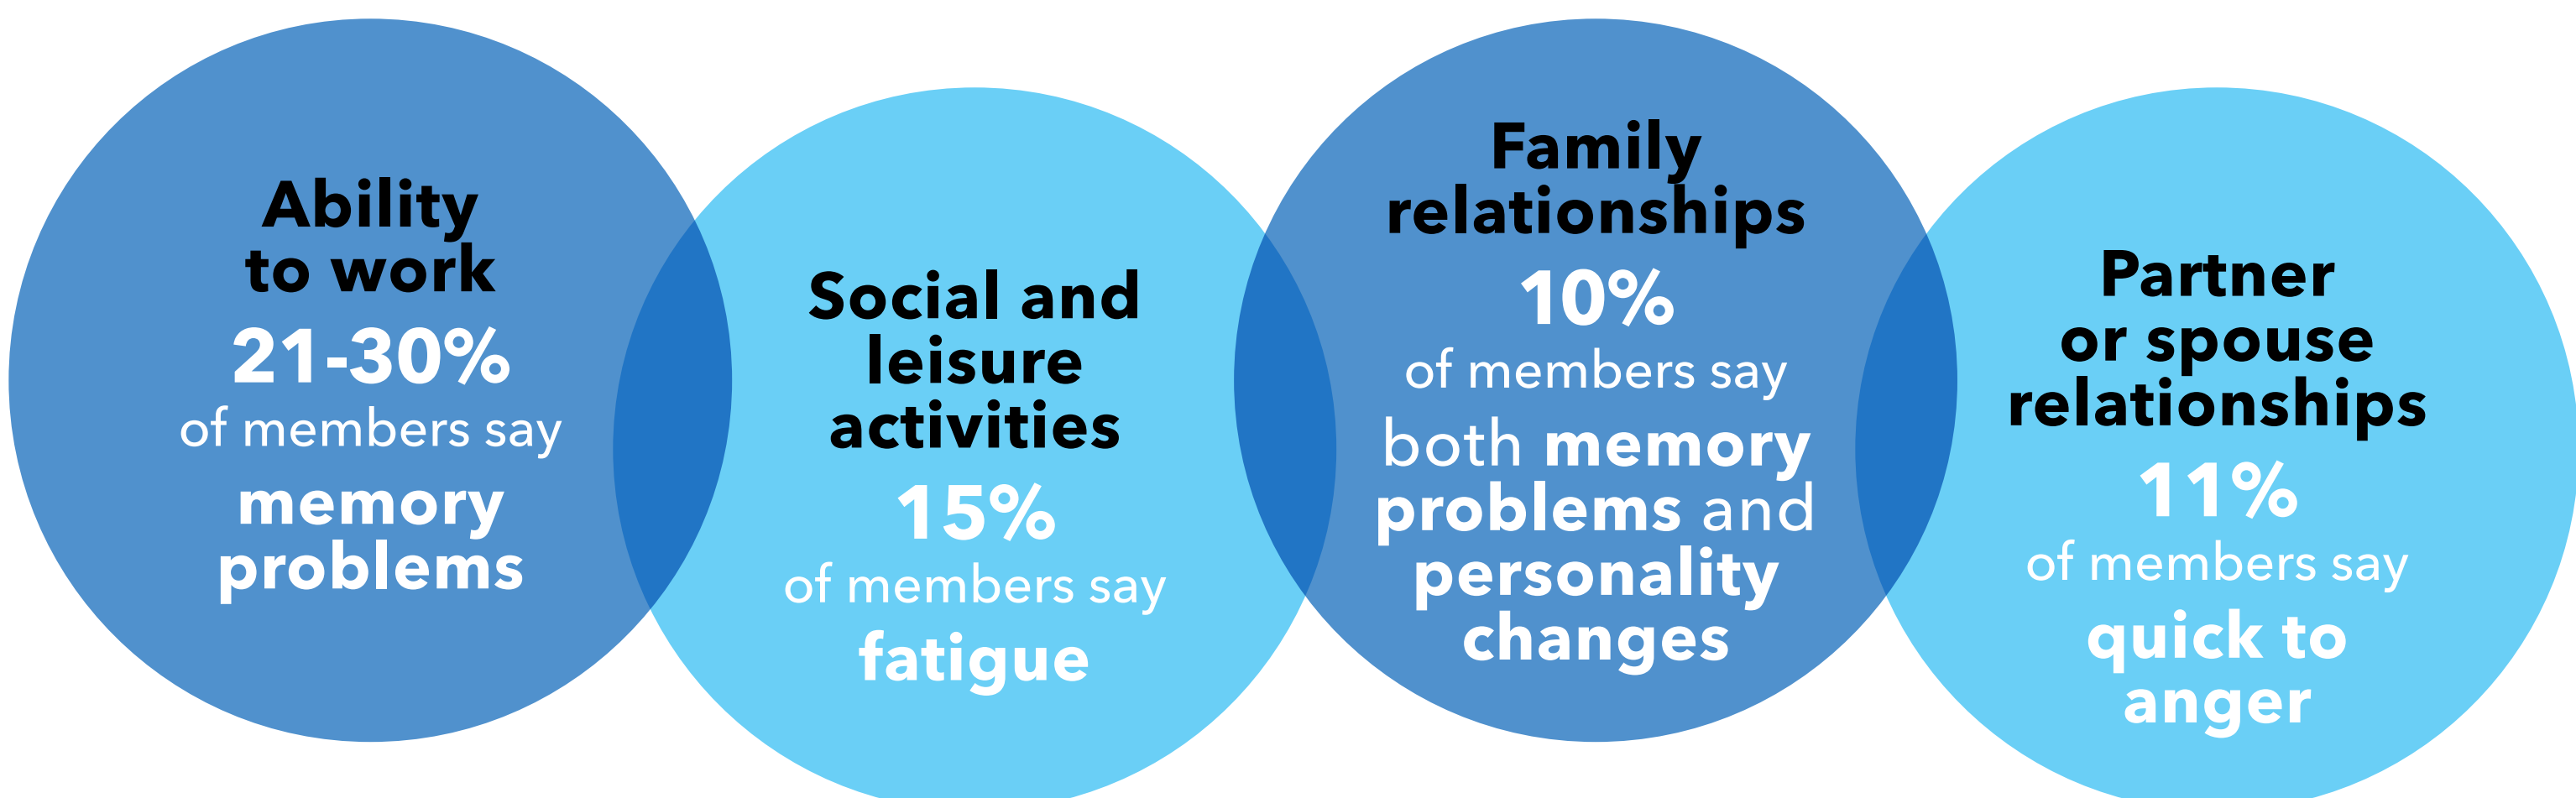 Ability
to work
21-30%
of members say
memory
problems
Social and
leisure
activities
15%
of members say
fatigue
Family
relationships
10%
of members say
both memory
problems and
personality
changes
Partner
or spouse
relationships
11%
of members say
quick to
anger